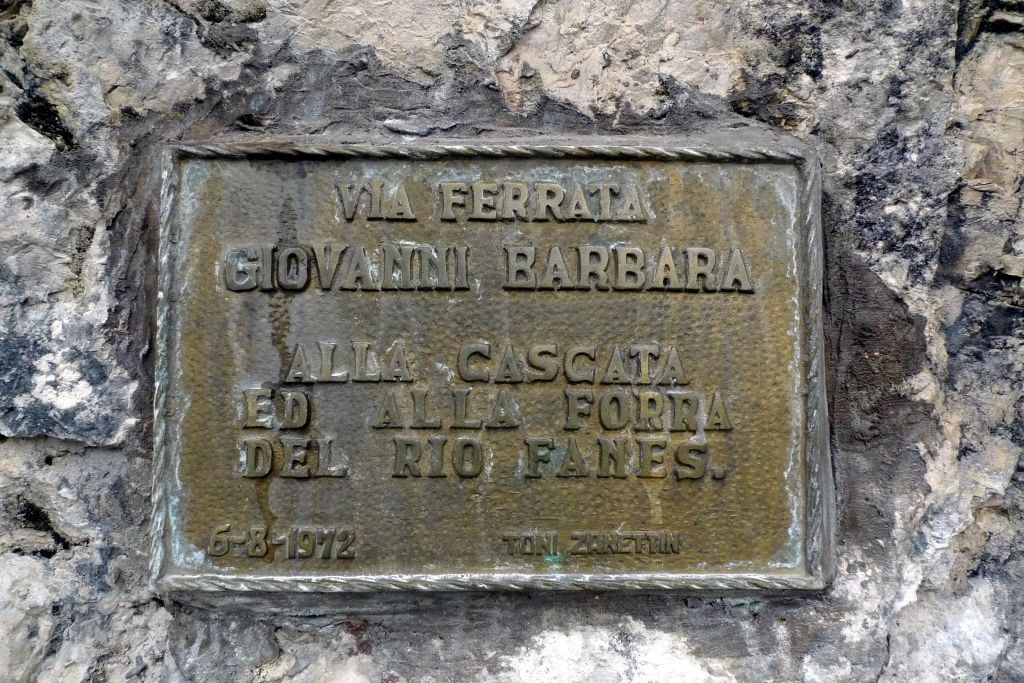 VIA FERRATA
GIOVANNI BARBARA
ALLA CASCATA
ED ALLA FORRA
DEL RIO FANES.
6-8-1972 TONI ZANETTIN